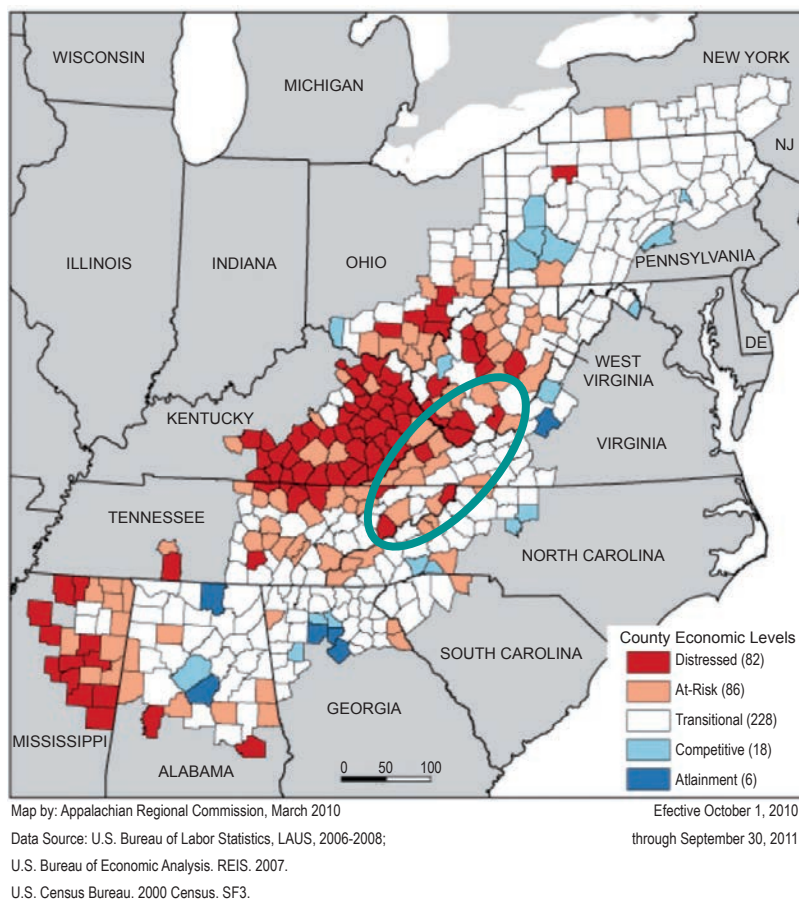 WISCONSIN
NEW YORK
MICHIGAN
NJ
ILLINOIS
INDIANA
OHIO
PENNSYLVANIA
DE
WEST
VIRGINIA
KENTUCKY
VIRGINIA
TENNESSEE
NORTH CAROLINA
SOUTH CAROLINA
GEORGIA
MISSISSIPPI
ALABAMA
0 50 100
County Economic Levels
Distressed (82)
At-Risk (86)
Transitional (228)
Competitive (18)
Atlainment (6)
Map by: Appalachian Regional Commission, March 2010
Efective October 1, 2010
Data Source: U.S. Bureau of Labor Statistics, LAUS, 2006-2008;
through September 30, 2011
U.S. Bureau of Economic Analysis. REIS. 2007.
U.S. Census Bureau. 2000 Census. SF3.